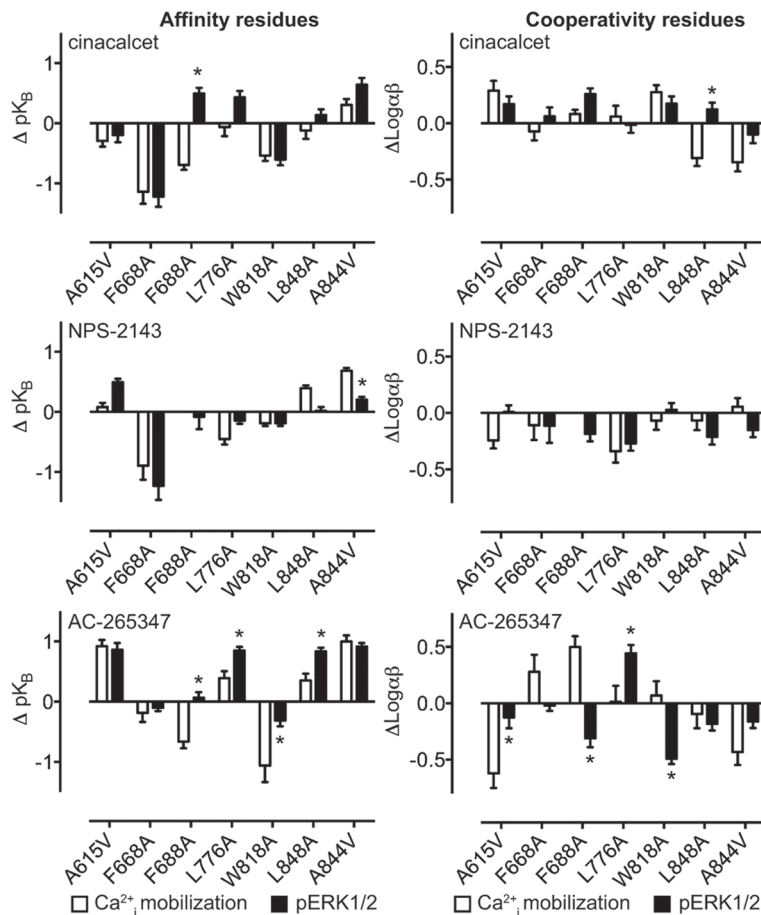 Affinity residues
Cooperativity residues
cinacalcet
Δ pK_B
1
0
-1
A615V F668A F688A L776A W818A L848A A844V
*
cinacalcet
ΔLogαβ
0.5
0.0
-0.5
A615V F668A F688A L776A W818A L848A A844V
*
NPS-2143
Δ pK_B
1
0
-1
A615V F668A F688A L776A W818A L848A A844V
*
NPS-2143
ΔLogαβ
0.5
0.0
-0.5
A615V F668A F688A L776A W818A L848A A844V
AC-265347
Δ pK_B
1
0
-1
A615V F668A F688A L776A W818A L848A A844V
* * * *
AC-265347
ΔLogαβ
0.5
0.0
-0.5
A615V F668A F688A L776A W818A L848A A844V
* * * *
Ca²⁺ᵢ mobilization pERK1/2
Ca²⁺ᵢ mobilization pERK1/2